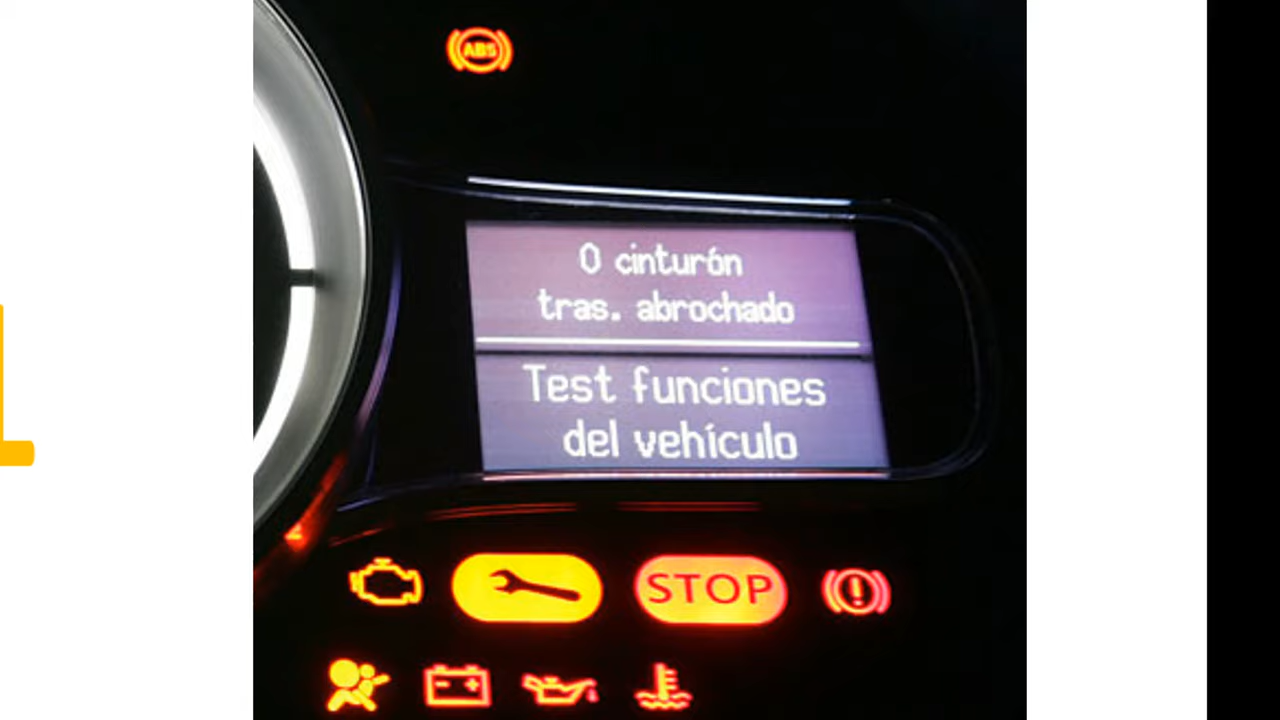 ABS
0 cinturón
tras. abrochado
Test funciones
del vehículo
STOP